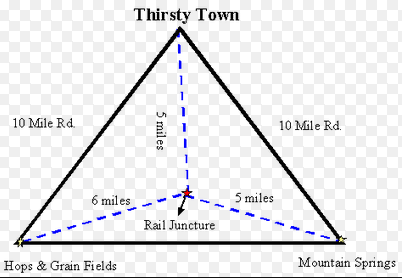 Thirsty Town
10 Mile Rd.
5 miles
10 Mile Rd.
6 miles
5 miles
Rail Juncture
Hops & Grain Fields
Mountain Springs